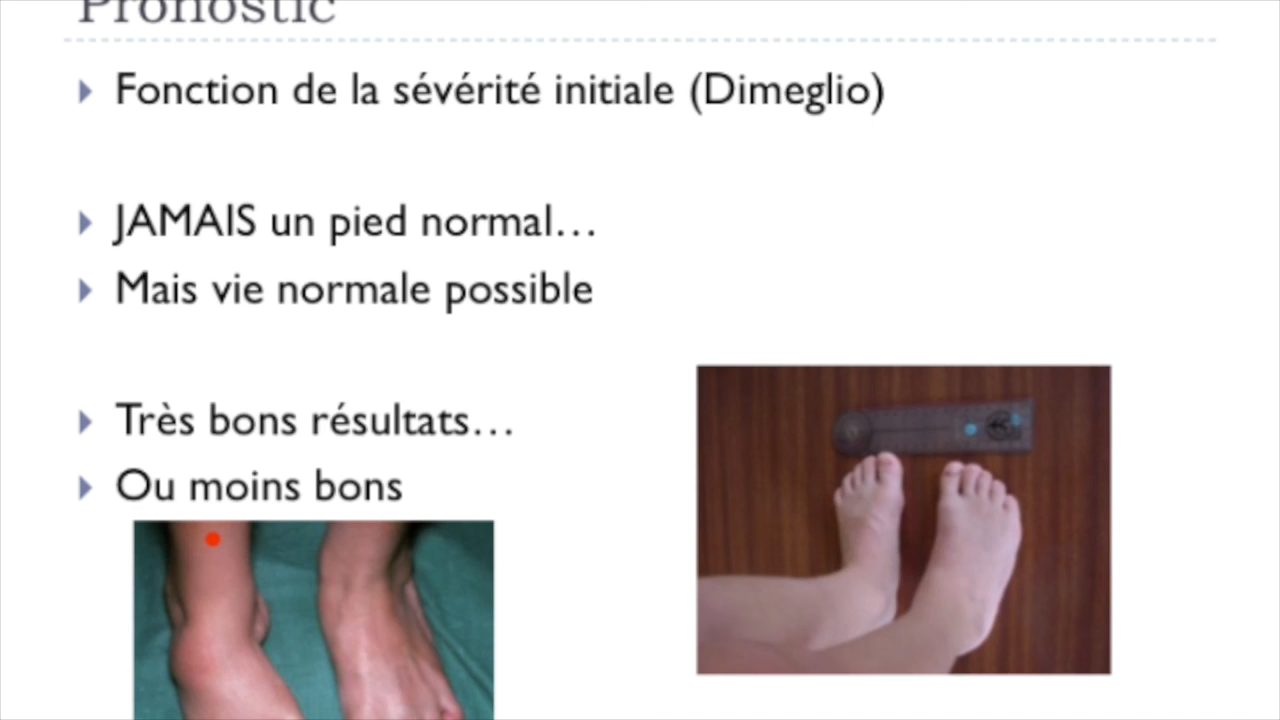 Pronostic
Fonction de la sévérité initiale (Dimeglio)
JAMAIS un pied normal…
Mais vie normale possible
Très bons résultats…
Ou moins bons